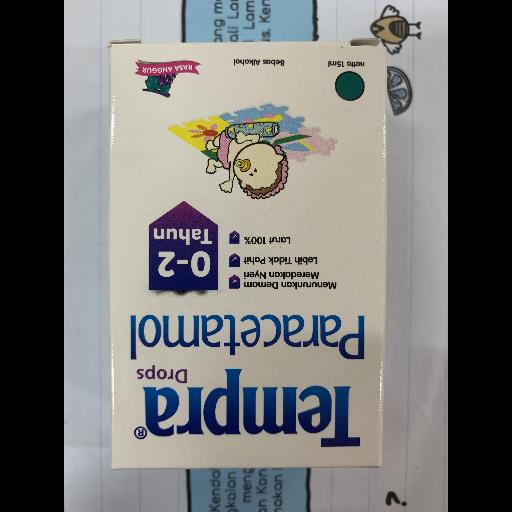 Tempra®
Drops
Paracetamol
0-2
Tahun
Menurunkan Demam
Meredakan Nyeri
Lebih Tidak Pahit
Larut 100%
netto 15ml
Bebas Alkohol
RASA ANGGUR